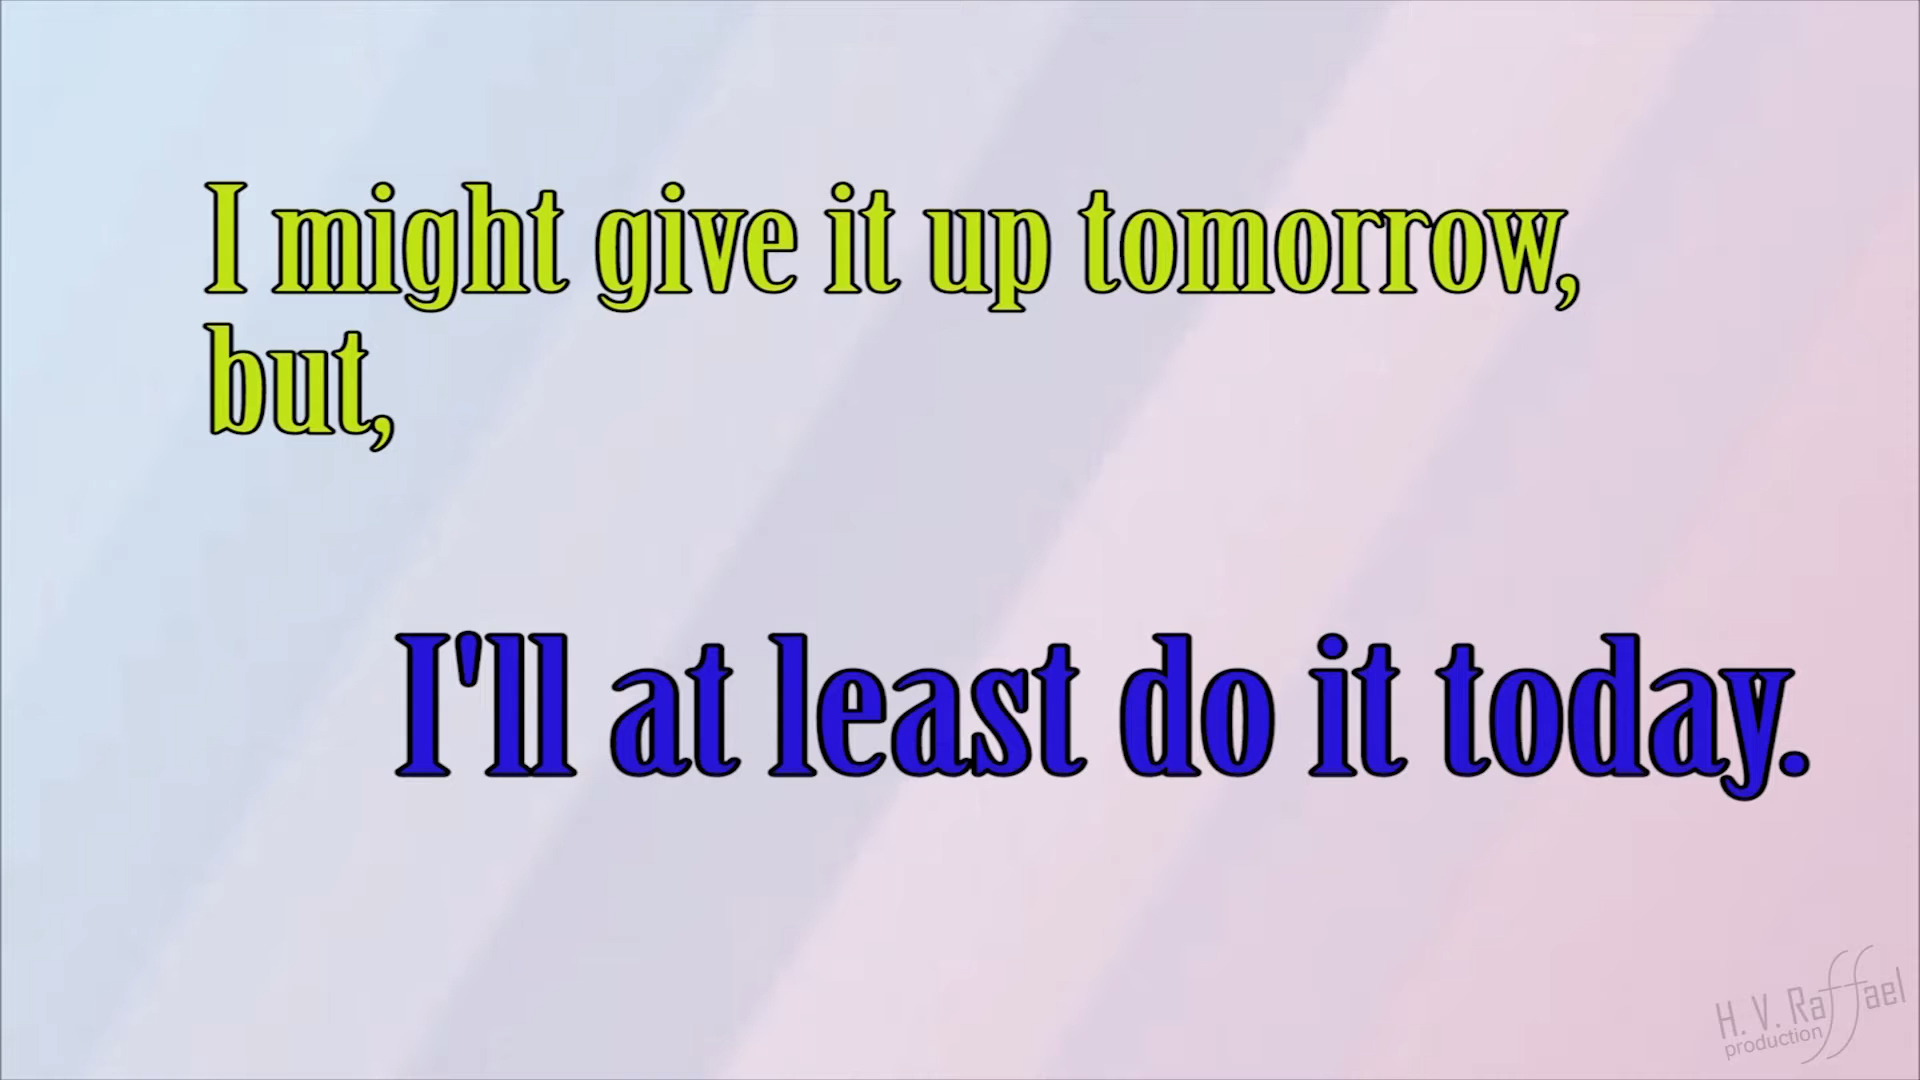 I might give it up tomorrow,
but,
I'll at least do it today.
H. V. Raffael
production